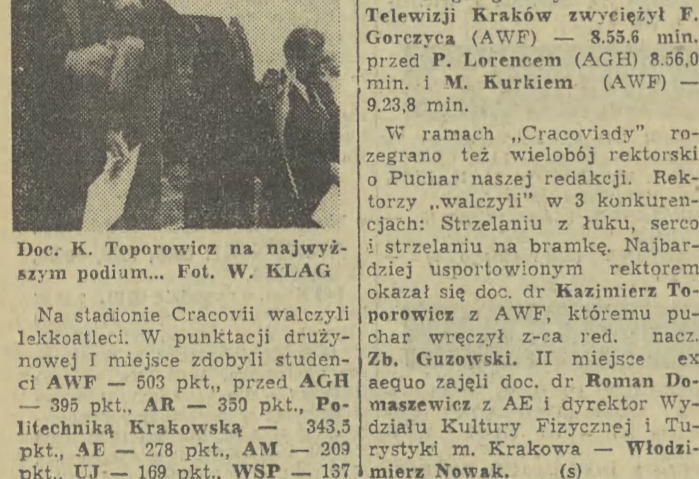 Doc. K. Toporowicz na najwyż-
szym podium... Fot. W. KLAG
Na stadionie Cracovii walczyli
lekkoatleci. W punktacji druży-
nowej I miejsce zdobyli studen-
ci AWF — 503 pkt., przed AGH
— 395 pkt., AR — 350 pkt., Po-
litechniką Krakowską — 343,5
pkt., AE — 278 pkt., AM — 209
pkt., UJ — 169 pkt., WSP — 137
Telewizji Kraków zwyciężył F.
Gorczyca (AWF) — 8.55.6 min.
przed P. Lorencem (AGH) 8.56,0
min. i M. Kurkiem (AWF) —
9.23,8 min.
W ramach „Cracoviady" ro-
zegrano też wielobój rektorski
o Puchar naszej redakcji. Rek-
torzy „walczyli" w 3 konkuren-
cjach: Strzelaniu z łuku, serco
i strzelaniu na bramkę. Najbar-
dziej usportowionym rektorem
okazał się doc. dr Kazimierz To-
porowicz z AWF, któremu pu-
char wręczył z-ca red. nacz.
Zb. Guzowski. II miejsce ex
aequo zajęli doc. dr Roman Do-
maszewicz z AE i dyrektor Wy-
działu Kultury Fizycznej i Tu-
rystyki m. Krakowa — Włodzi-
mierz Nowak. (s)